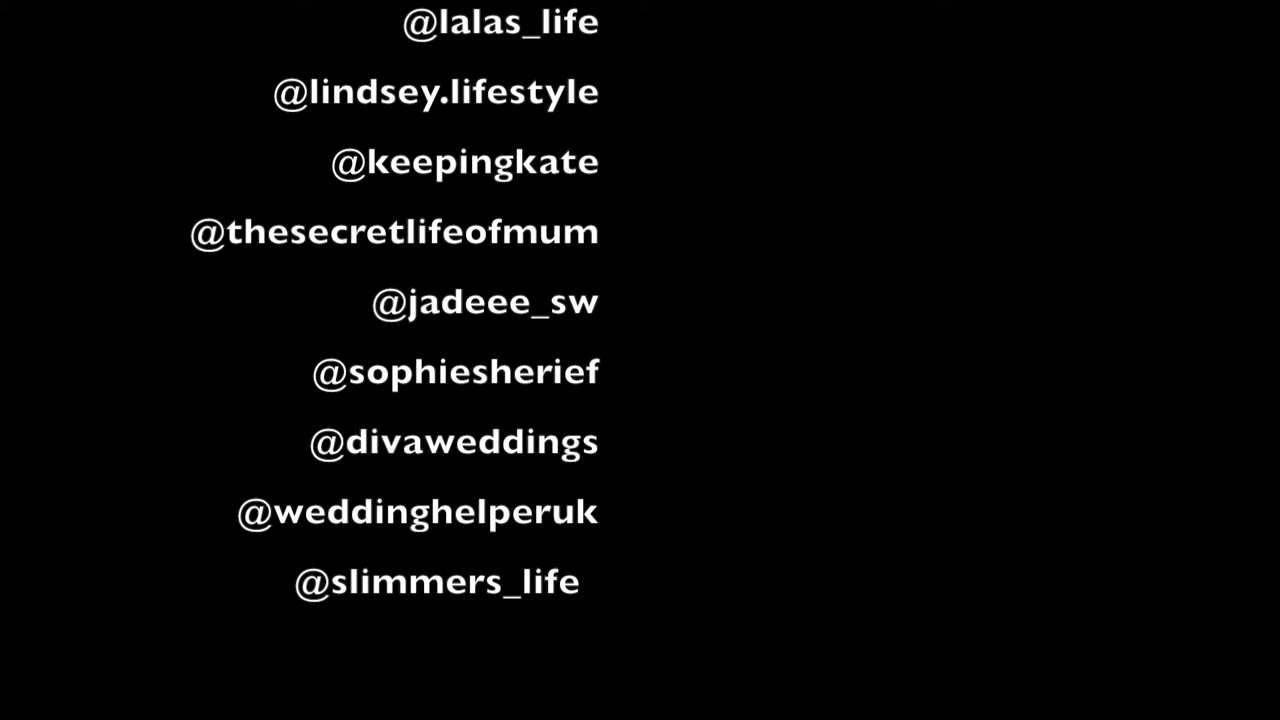 @lalas_life
@lindsey.lifestyle
@keepingkate
@thesecretlifeofmum
@jadeee_sw
@sophiesherief
@divaweddings
@weddinghelperuk
@slimmers_life